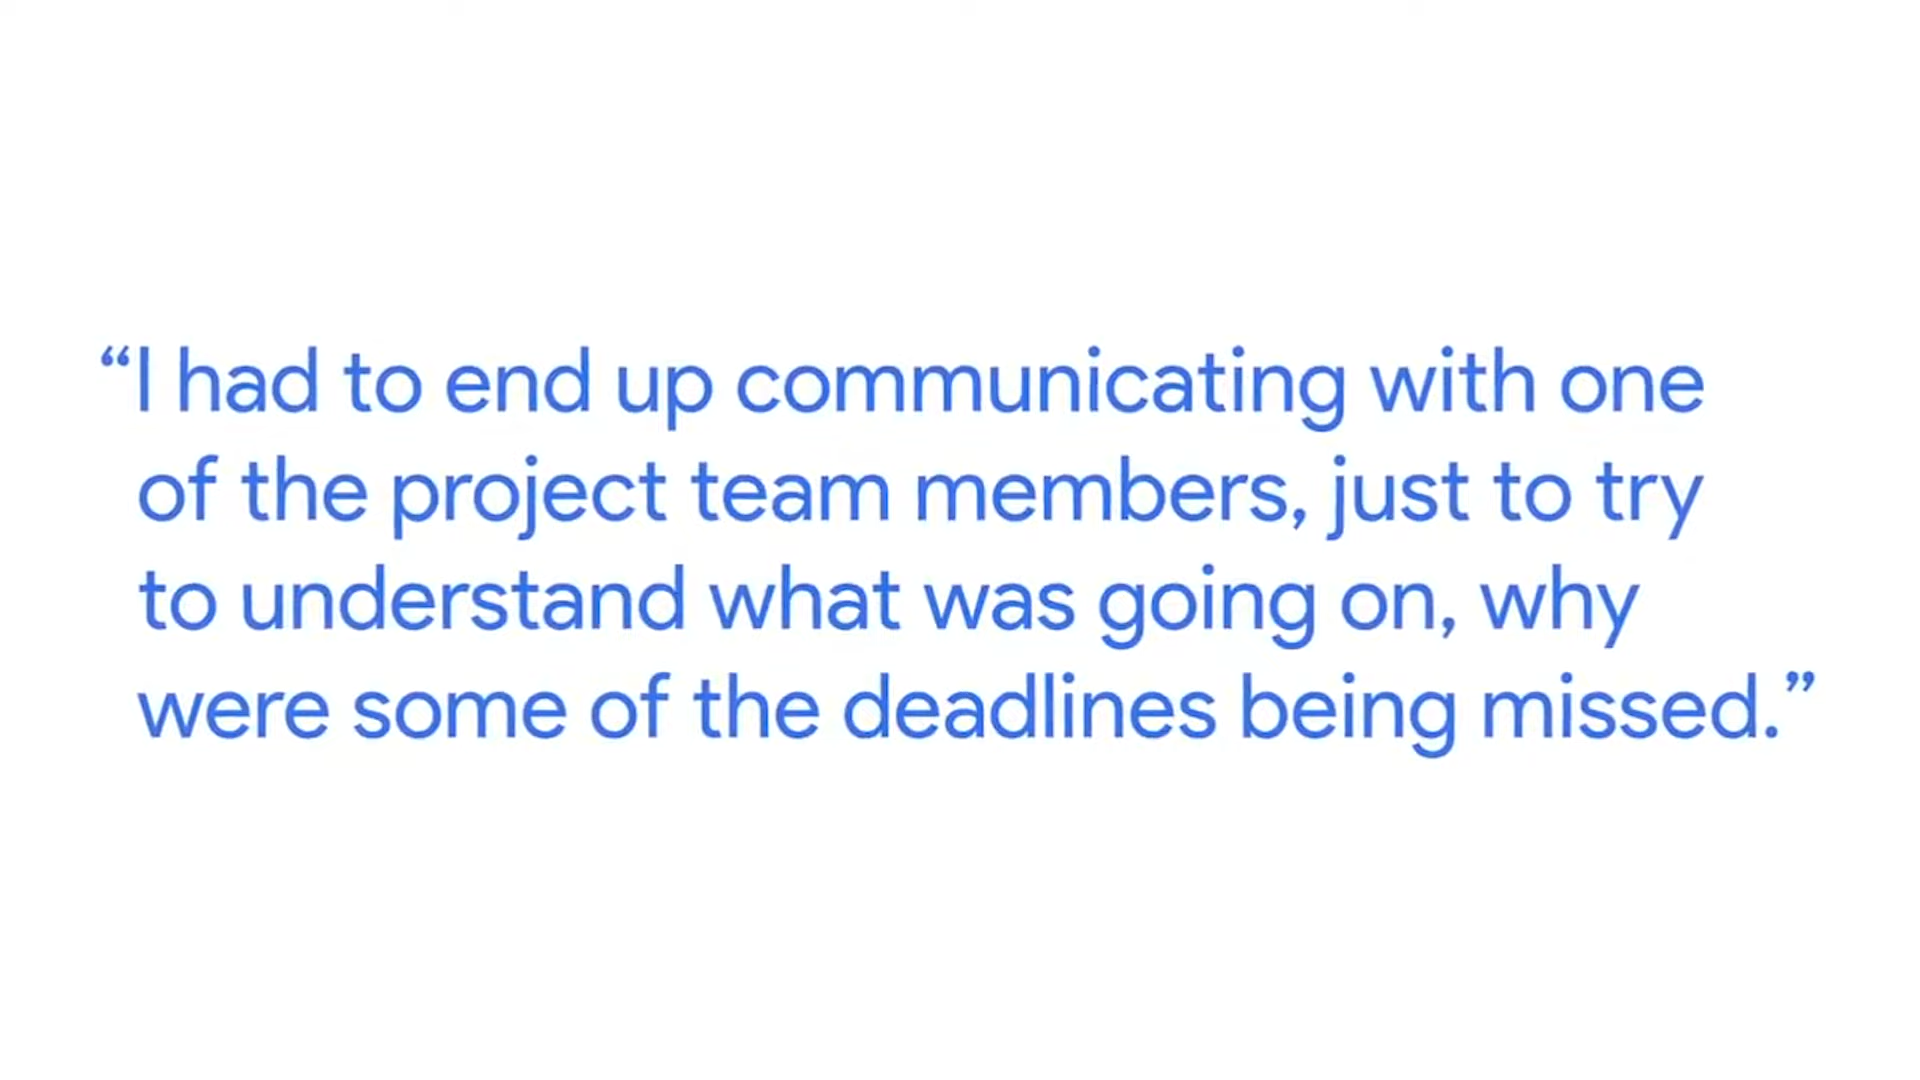 “I had to end up communicating with one
of the project team members, just to try
to understand what was going on, why
were some of the deadlines being missed.”